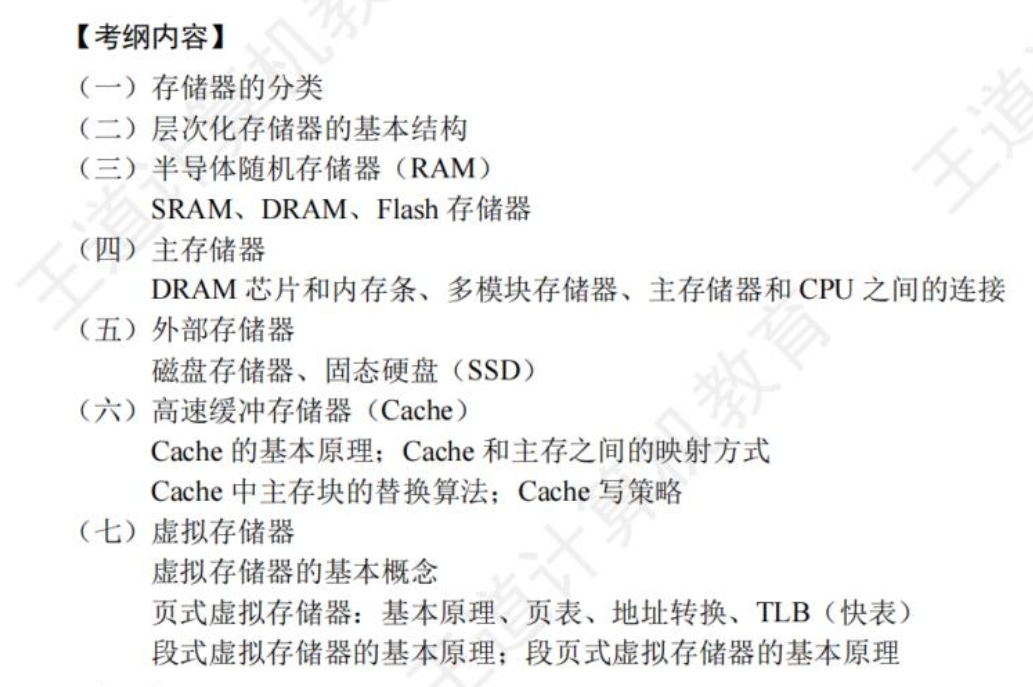 【考纲内容】
（一）存储器的分类
（二）层次化存储器的基本结构
（三）半导体随机存储器（RAM）
SRAM、DRAM、Flash 存储器
（四）主存储器
DRAM 芯片和内存条、多模块存储器、主存储器和 CPU 之间的连接
（五）外部存储器
磁盘存储器、固态硬盘（SSD）
（六）高速缓冲存储器（Cache）
Cache 的基本原理；Cache 和主存之间的映射方式
Cache 中主存块的替换算法；Cache 写策略
（七）虚拟存储器
虚拟存储器的基本概念
页式虚拟存储器：基本原理、页表、地址转换、TLB（快表）
段式虚拟存储器的基本原理；段页式虚拟存储器的基本原理
王道计算机教
王道
王道计算机教育